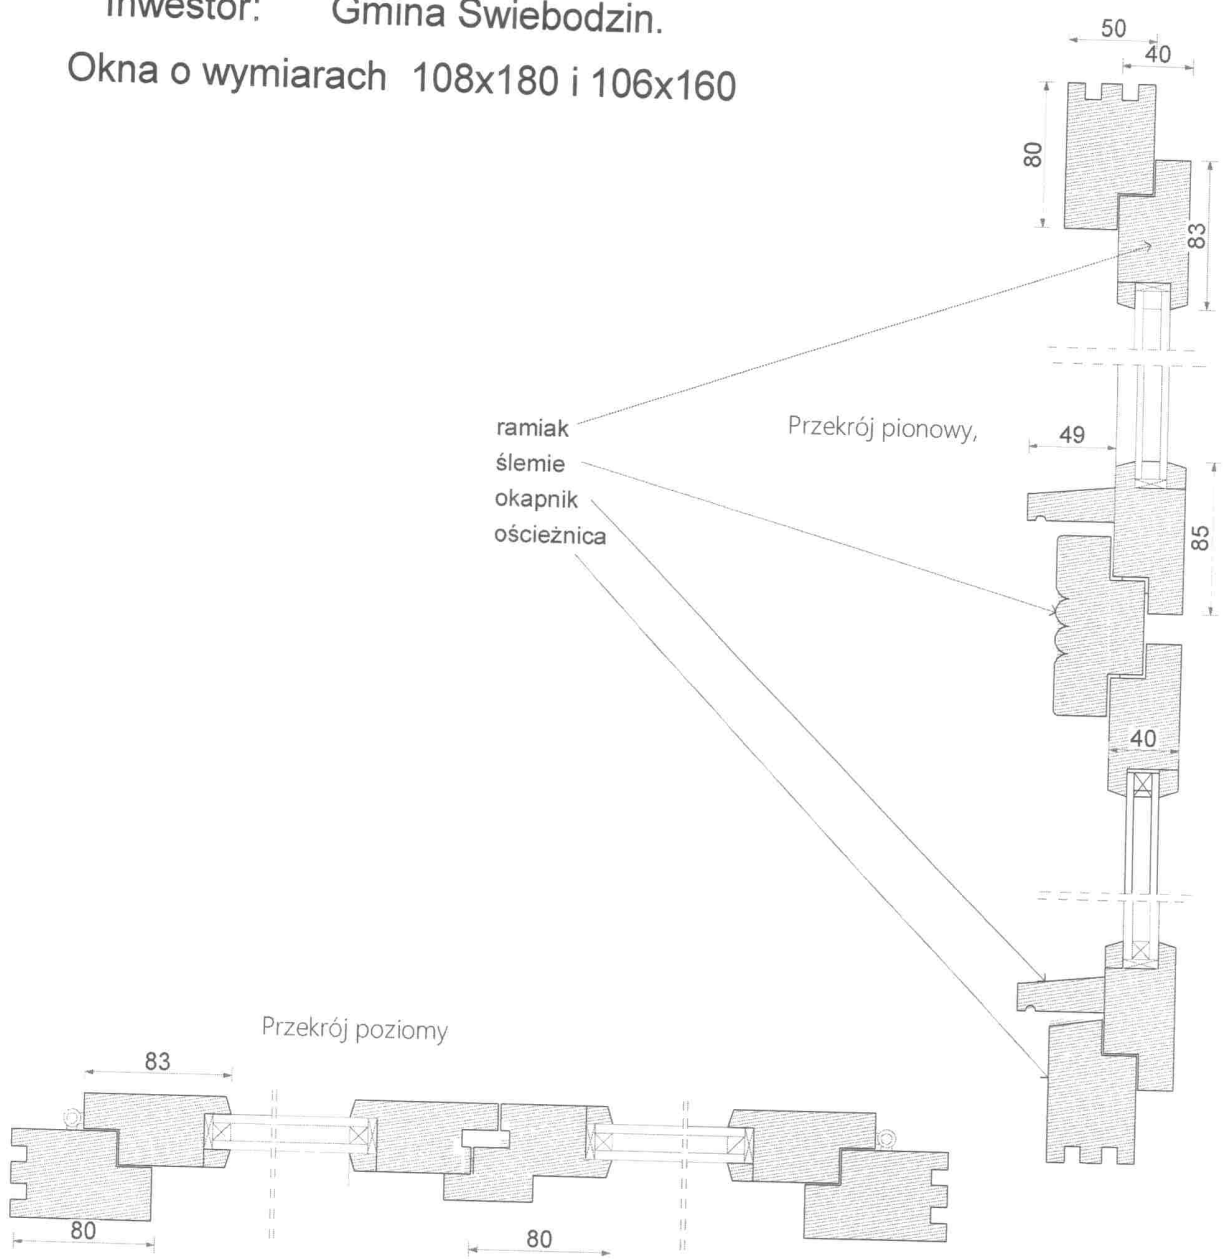 Inwestor: Gmina Świebodzin.
Okna o wymiarach 108x180 i 106x160
50
40
80
83
ramiak
ślemie
okapnik
ościeżnica
Przekrój pionowy,
49
85
40
Przekrój poziomy
83
80
80